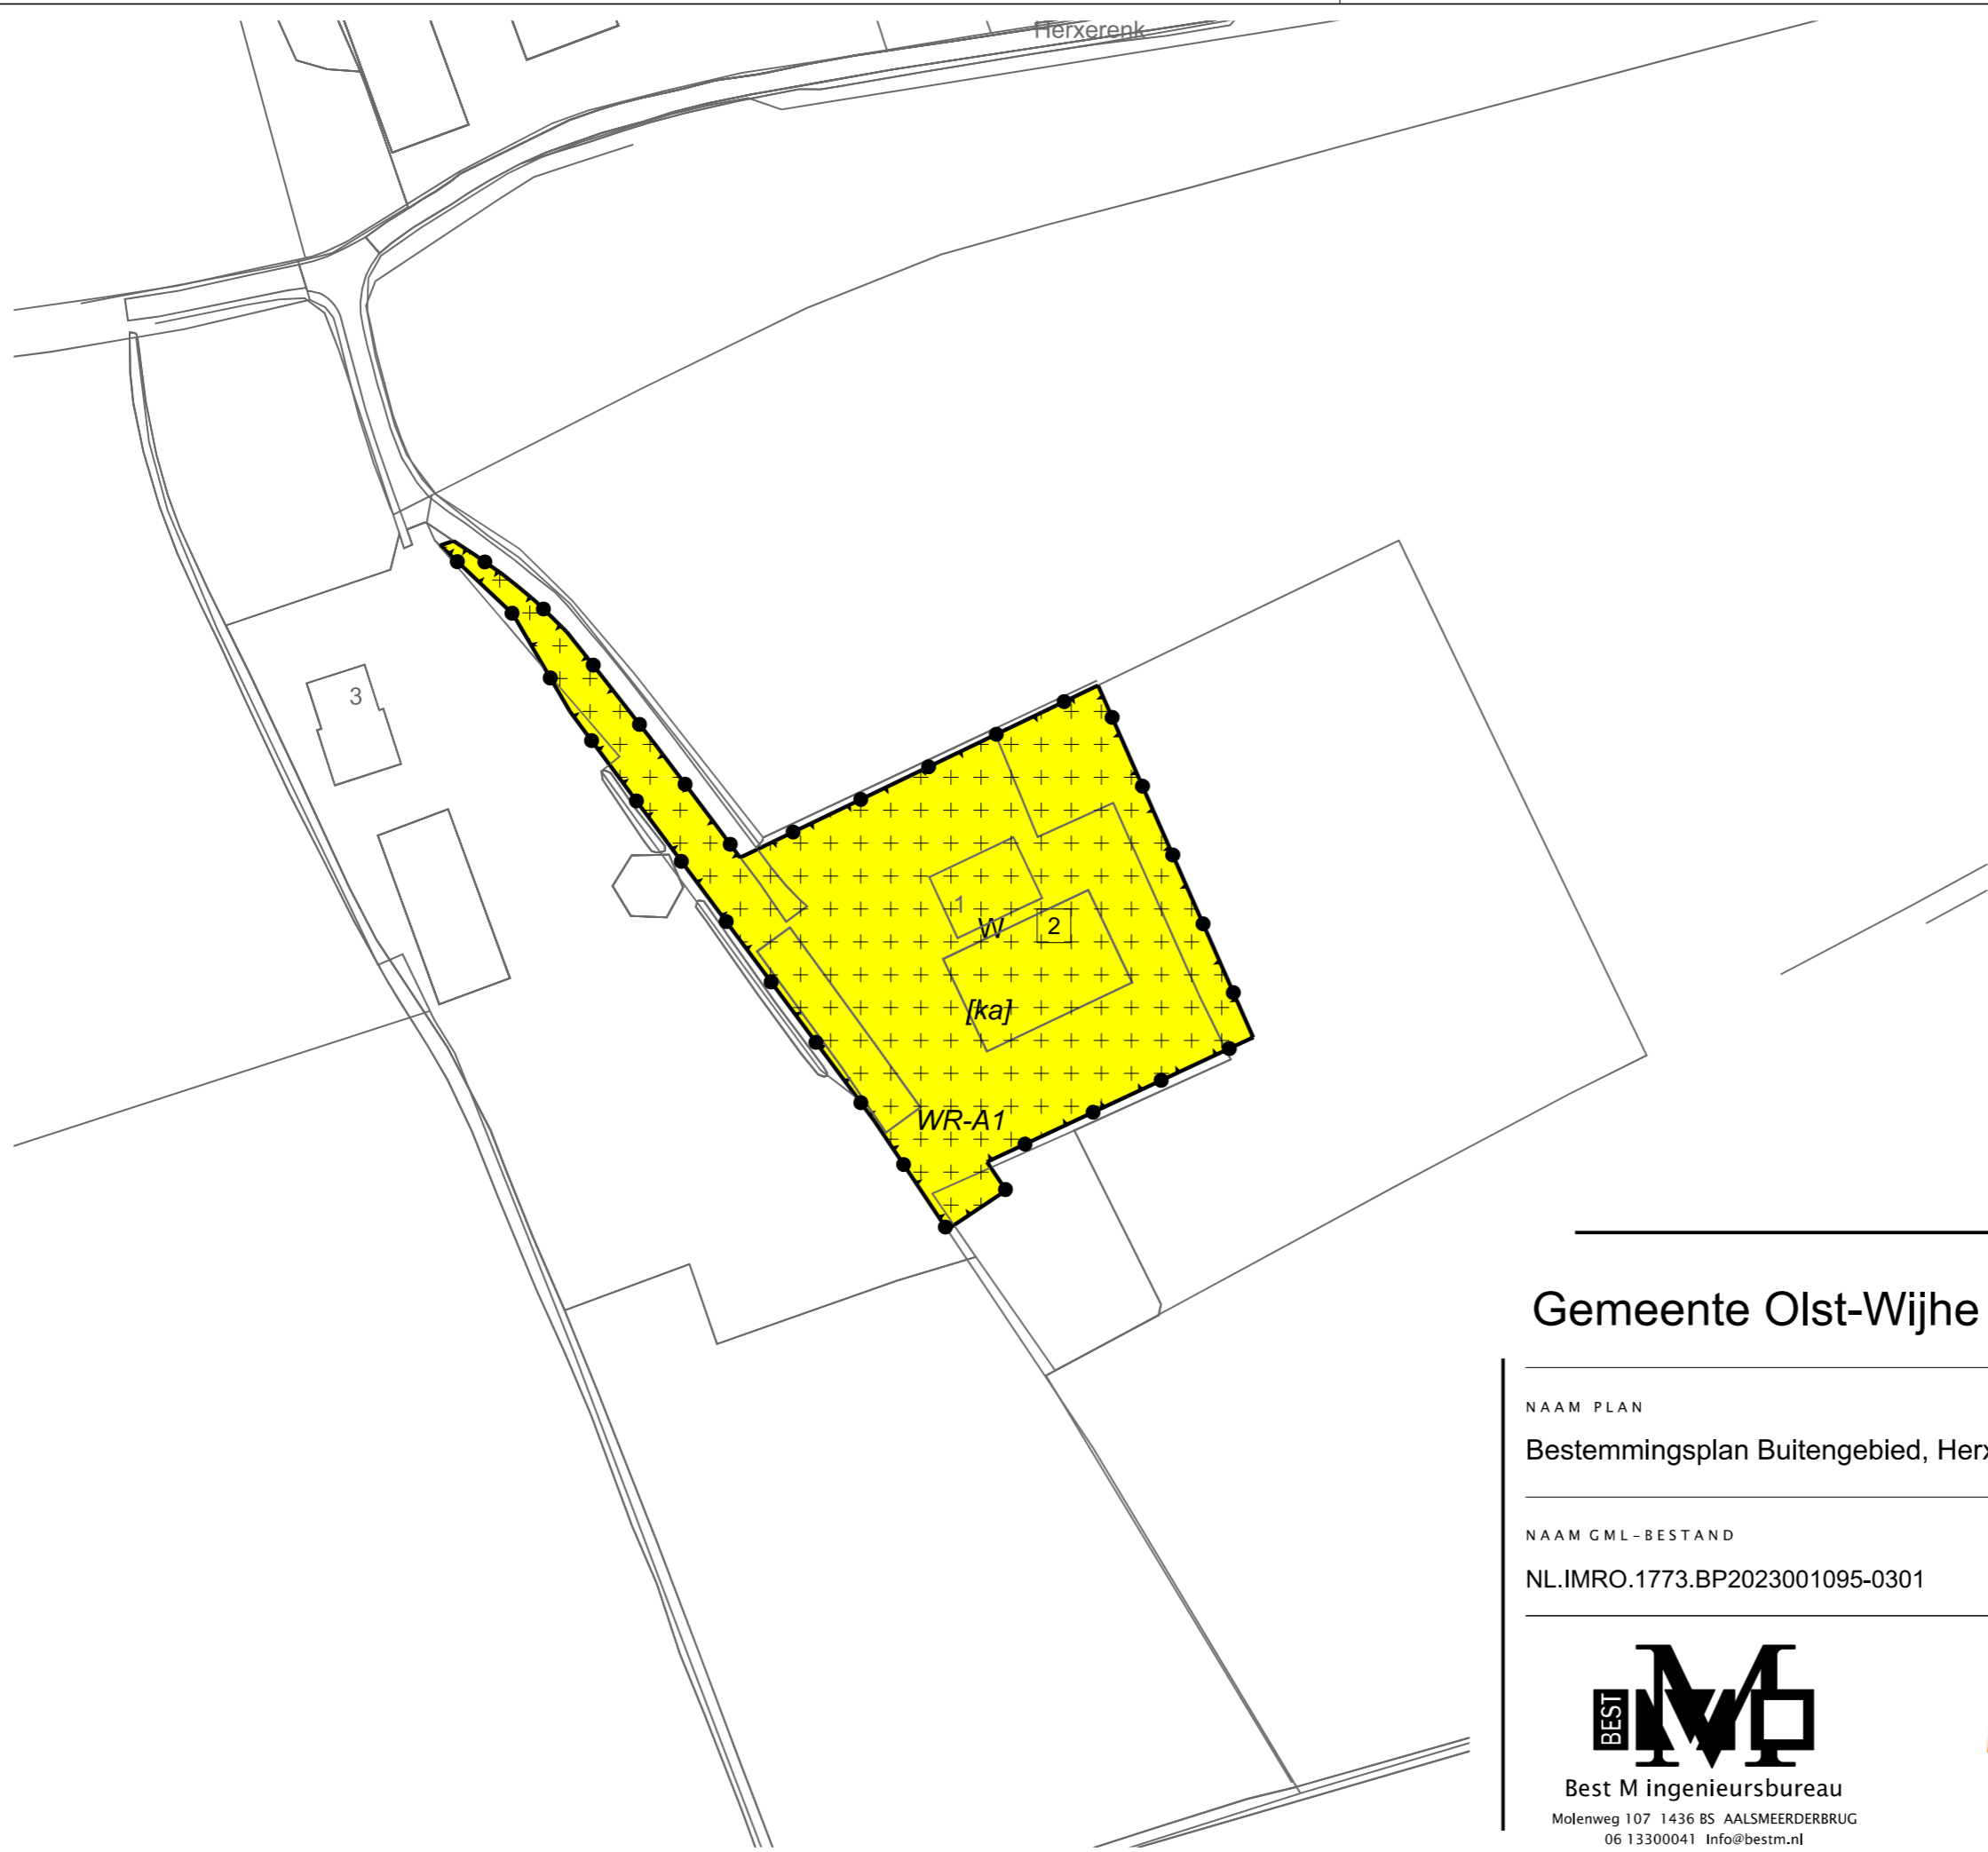 Herxerenk
3
1
W
2
[ka]
WR-A1
Gemeente Olst-Wijhe
NAAM PLAN
Bestemmingsplan Buitengebied,
NAAM GML-BESTAND
NL.IMRO.1773.BP2023001095-0301
BEST
M
Best M ingenieursbureau
Molenweg 107 1436 BS AALSMEERDERBRUG
06 13300041 Info@bestm.nl